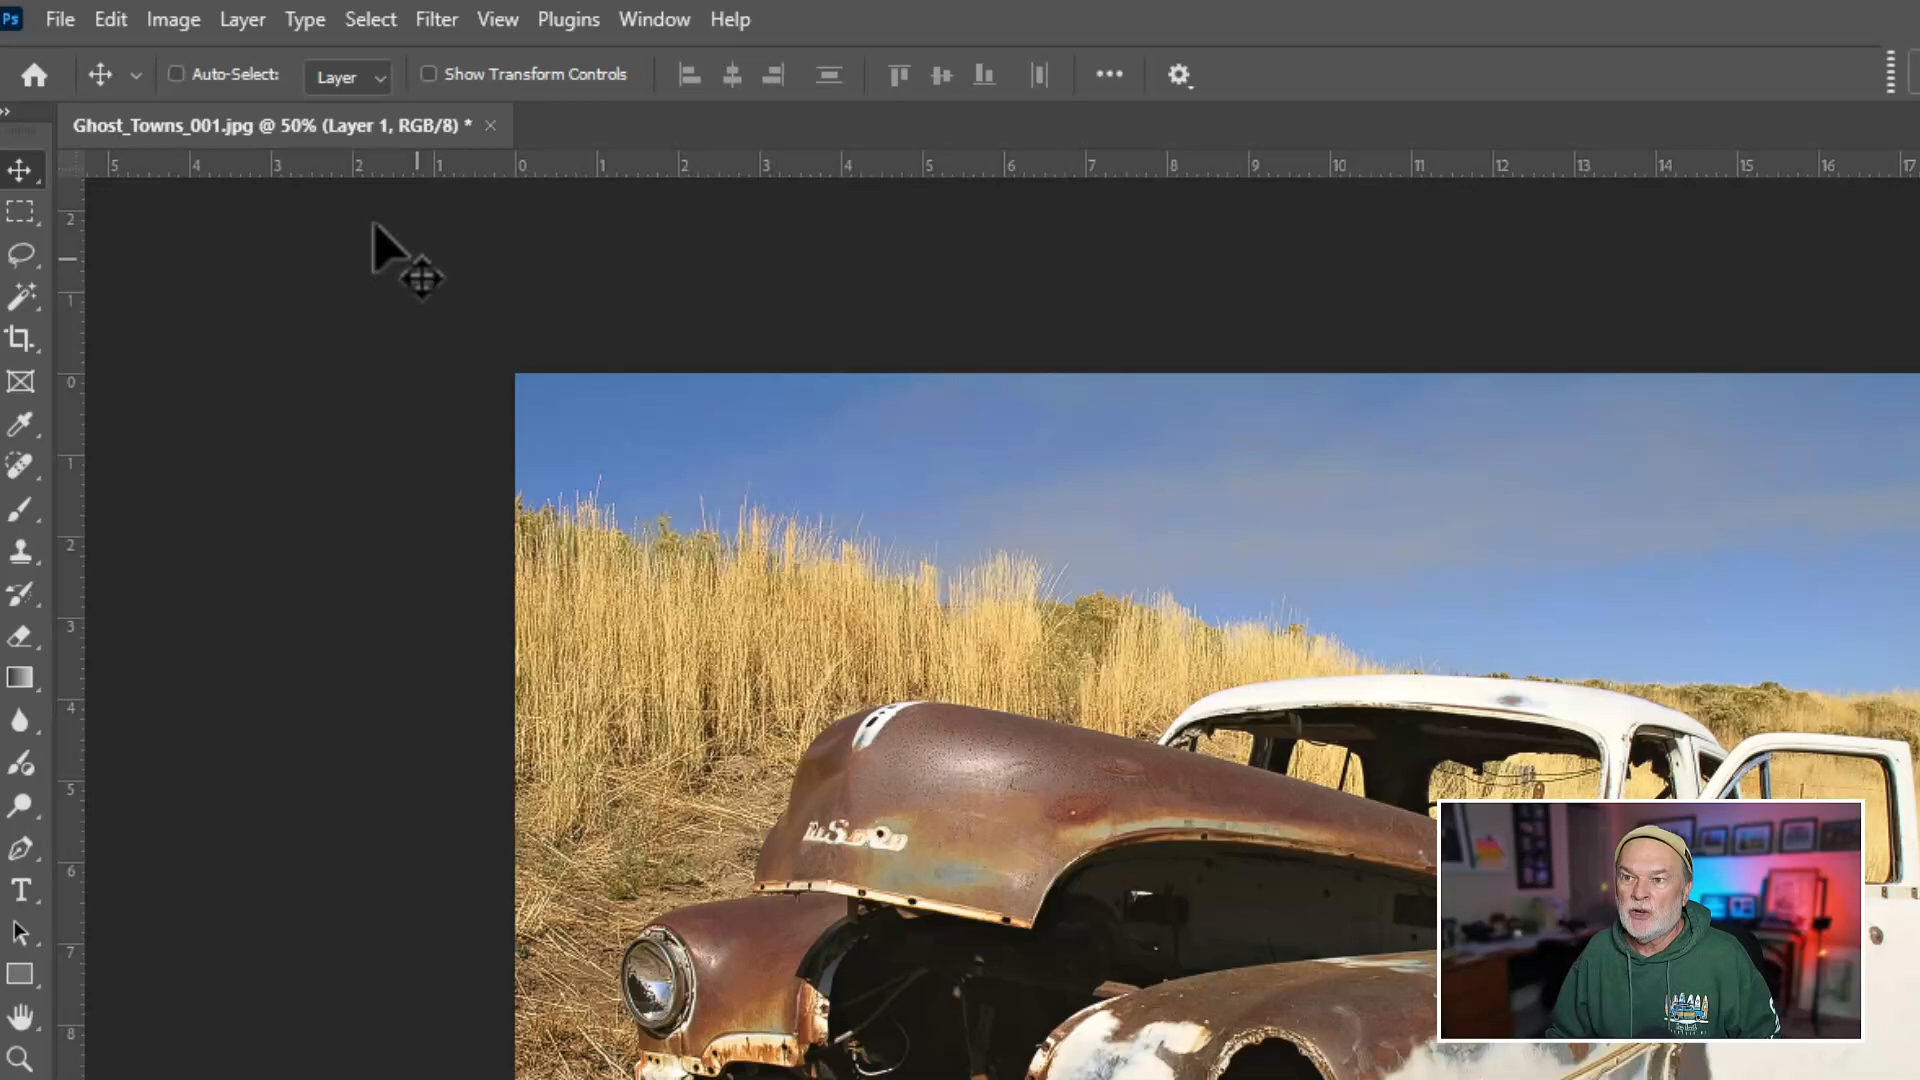 Ps File Edit Image Layer Type Select Filter View Plugins Window Help
Auto-Select: Layer Show Transform Controls
Ghost_Towns_001.jpg @ 50% (Layer 1, RGB/8) *
5 4 3 2 1 0 1 2 3 4 5 6 7 8 9 10 11 12 13 14 15 16 17
2
1
0
1
2
3
4
5
6
7
8
DeSoto